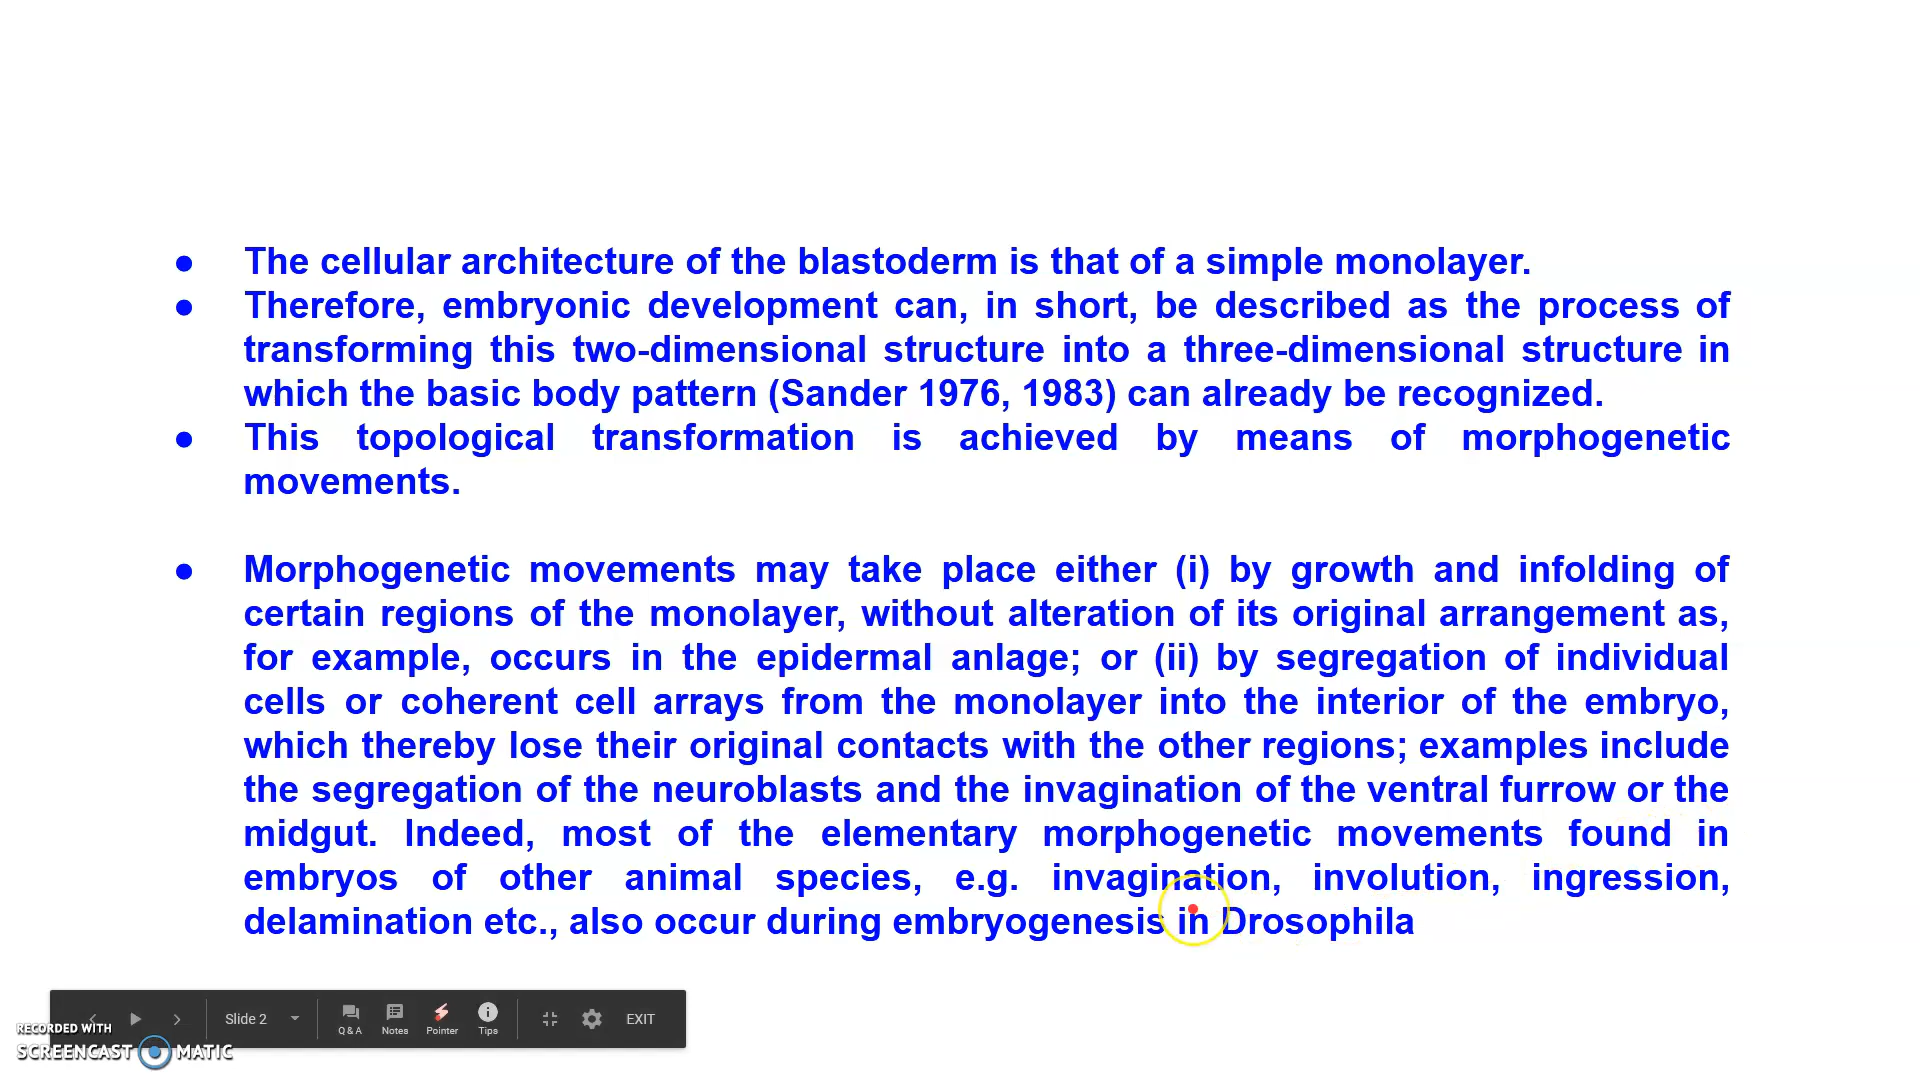 ● The cellular architecture of the blastoderm is that of a simple monolayer.
● Therefore, embryonic development can, in short, be described as the process of
transforming this two-dimensional structure into a three-dimensional structure in
which the basic body pattern (Sander 1976, 1983) can already be recognized.
● This topological transformation is achieved by means of morphogenetic
movements.
● Morphogenetic movements may take place either (i) by growth and infolding of
certain regions of the monolayer, without alteration of its original arrangement as,
for example, occurs in the epidermal anlage; or (ii) by segregation of individual
cells or coherent cell arrays from the monolayer into the interior of the embryo,
which thereby lose their original contacts with the other regions; examples include
the segregation of the neuroblasts and the invagination of the ventral furrow or the
midgut. Indeed, most of the elementary morphogenetic movements found in
embryos of other animal species, e.g. invagination, involution, ingression,
delamination etc., also occur during embryogenesis in Drosophila
Slide 2
Q & A Notes Pointer Tips
EXIT
RECORDED WITH
SCREENCAST MATIC